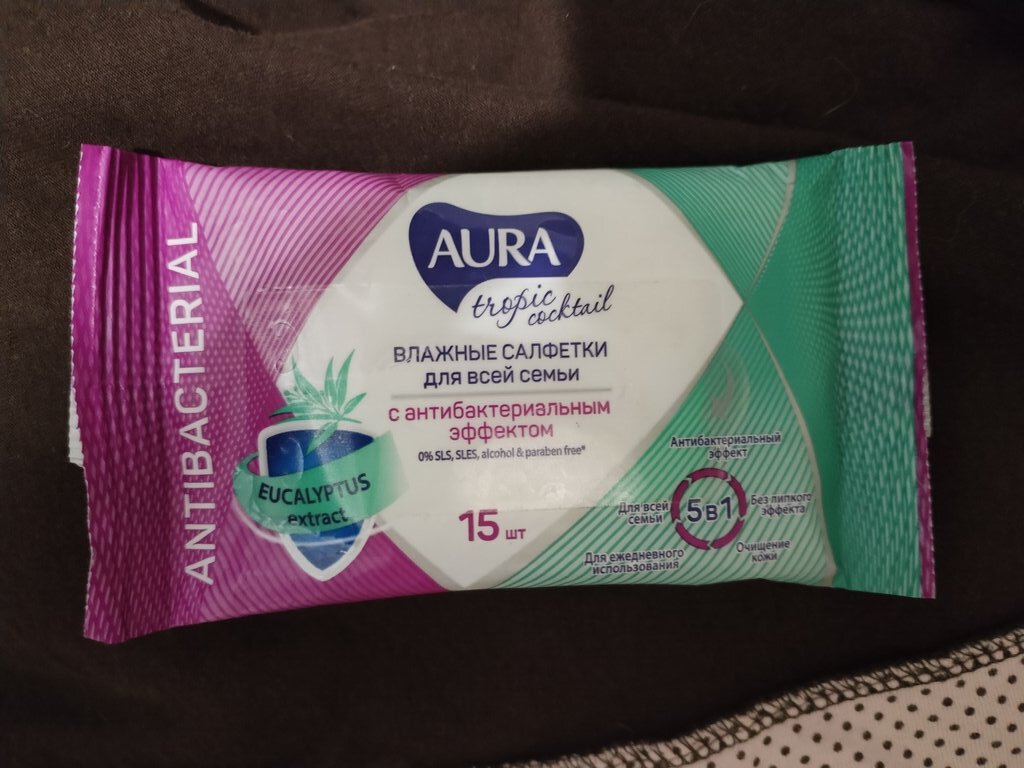 ANTIBACTERIAL
AURA
tropic
cocktail
ВЛАЖНЫЕ САЛФЕТКИ
ДЛЯ ВСЕЙ СЕМЬИ
с антибактериальным
эффектом
0% SLS, SLES, alcohol & paraben free*
EUCALYPTUS
extract
15 шт
Антибактериальный
эффект
Для всей
семьи
5в1
Без липкого
эффекта
Для ежедневного
использования
Очищение
кожи